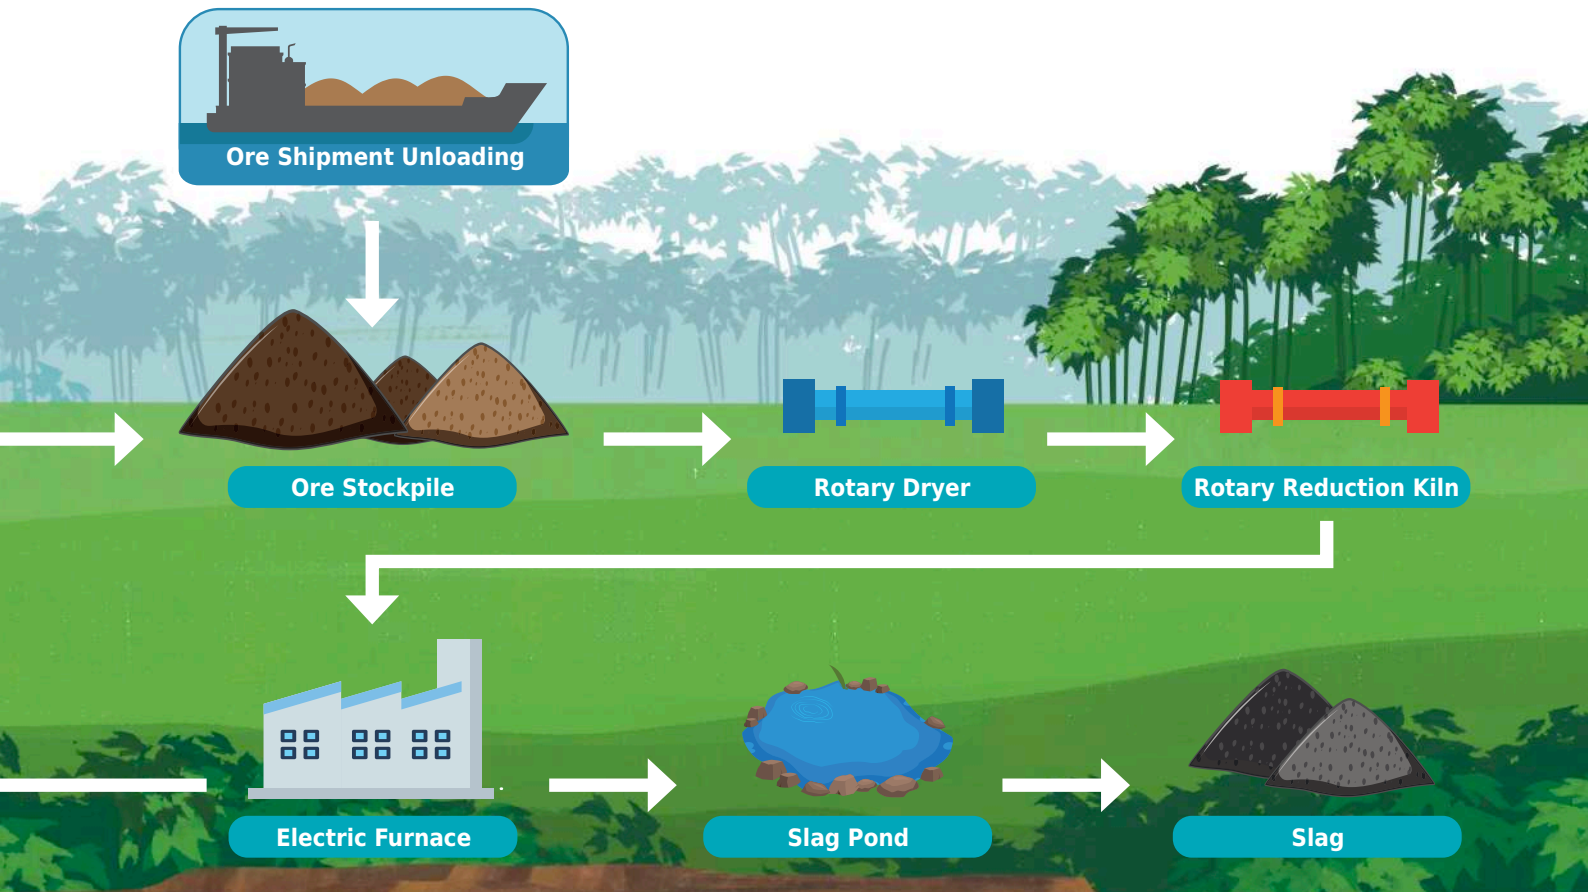 Ore Shipment Unloading
Ore Stockpile
Rotary Dryer
Rotary Reduction Kiln
Electric Furnace
Slag Pond
Slag